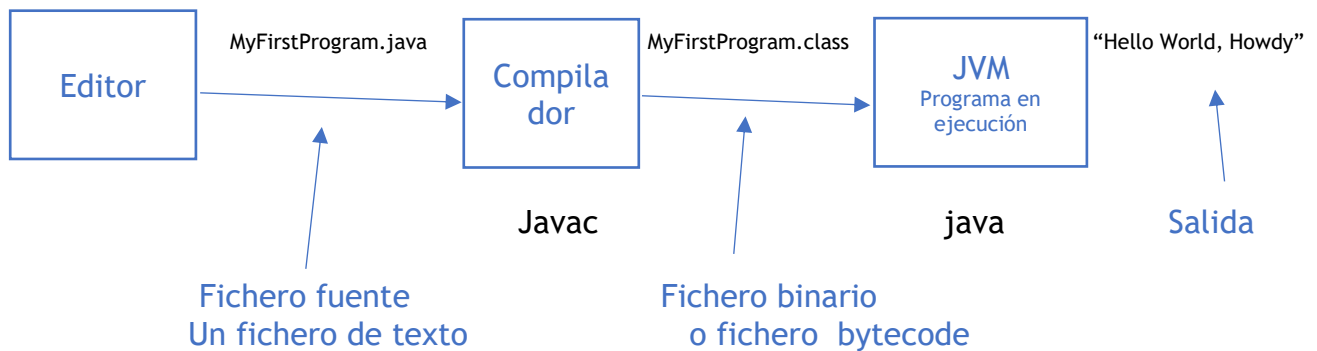 MyFirstProgram.java
MyFirstProgram.class
“Hello World, Howdy”
Editor
Compila
dor
JVM
Programa en
ejecución
Javac
java
Salida
Fichero fuente
Un fichero de texto
Fichero binario
o fichero bytecode